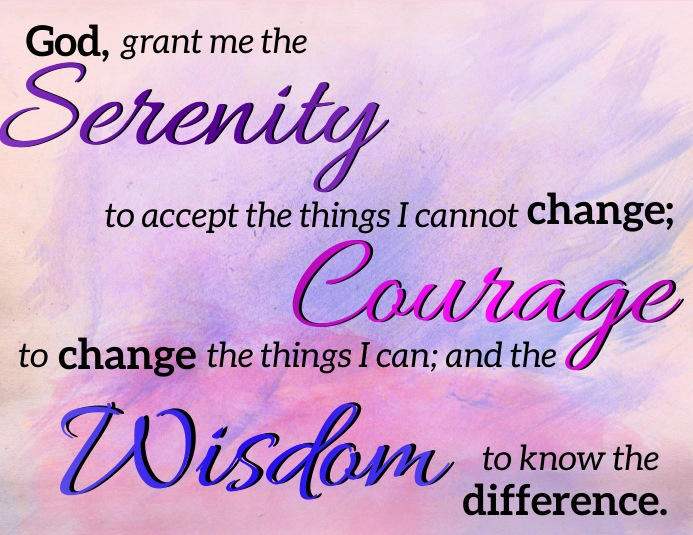 God, grant me the
Serenity
to accept the things I cannot change;
Courage
to change the things I can; and the
Wisdom
to know the
difference.